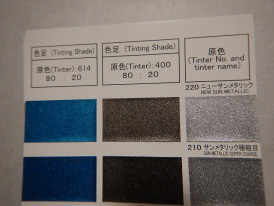 色足 (Tinting Shade)
原色(Tinter):614
80 : 20
色足 (Tinting Shade)
原色(Tinter):400
80 : 20
原色
(Tinter No. and
tinter name)
220 ニューサンメタリック
NEW SUN METALLIC
210 サンメタリック極粗目
SUN METALLIC SUPER COARSE